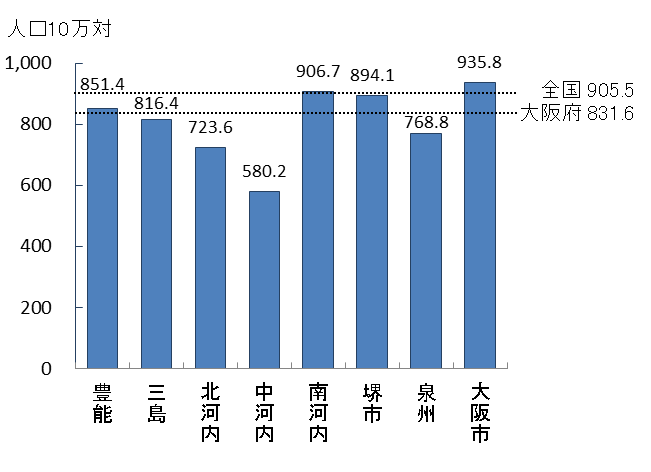 人口10万対
1,000
800
600
400
200
0
851.4
816.4
723.6
580.2
906.7
894.1
768.8
935.8
全国 905.5
大阪府 831.6
豊能
三島
北河内
中河内
南河内
堺市
泉州
大阪市